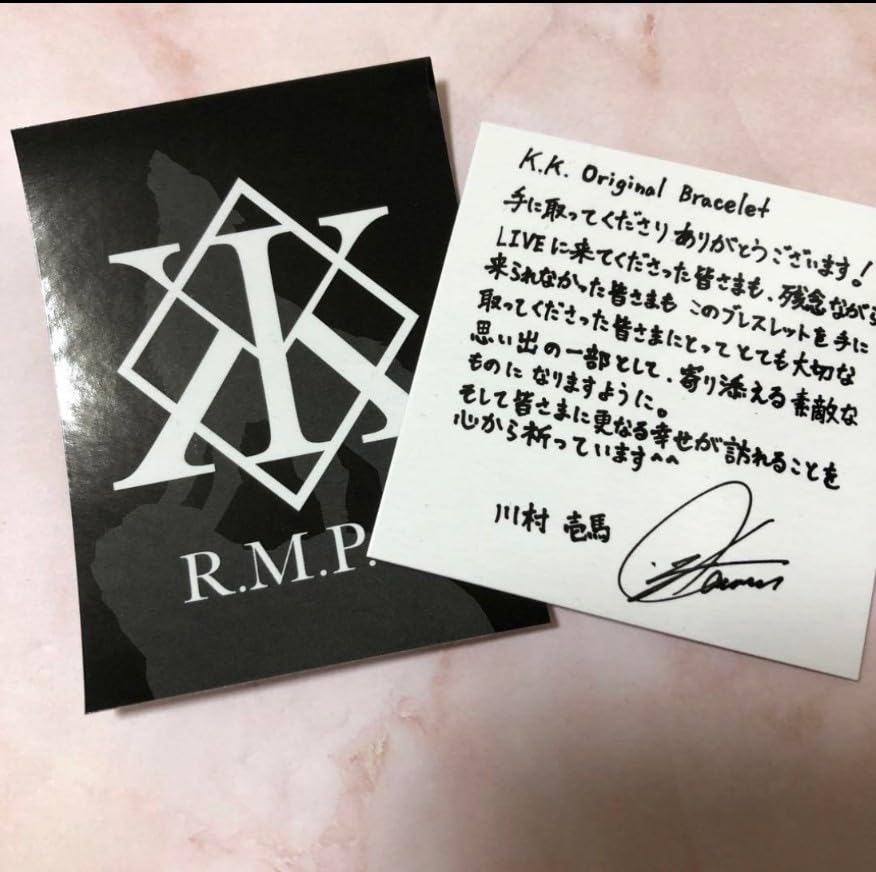 R.M.P.
K.K. Original Bracelet
手に取ってくださり ありがとうございます!
LIVEに来てくださった皆さまも、残念ながら
来られなかった皆さまも このブレスレットを手に
取ってくださった皆さまにとって とても大切な
思い出の一部として、寄り添える素敵な
ものに なりますように。
そして皆さまに更なる幸せが訪れることを
心から祈っています^^
川村 壱馬